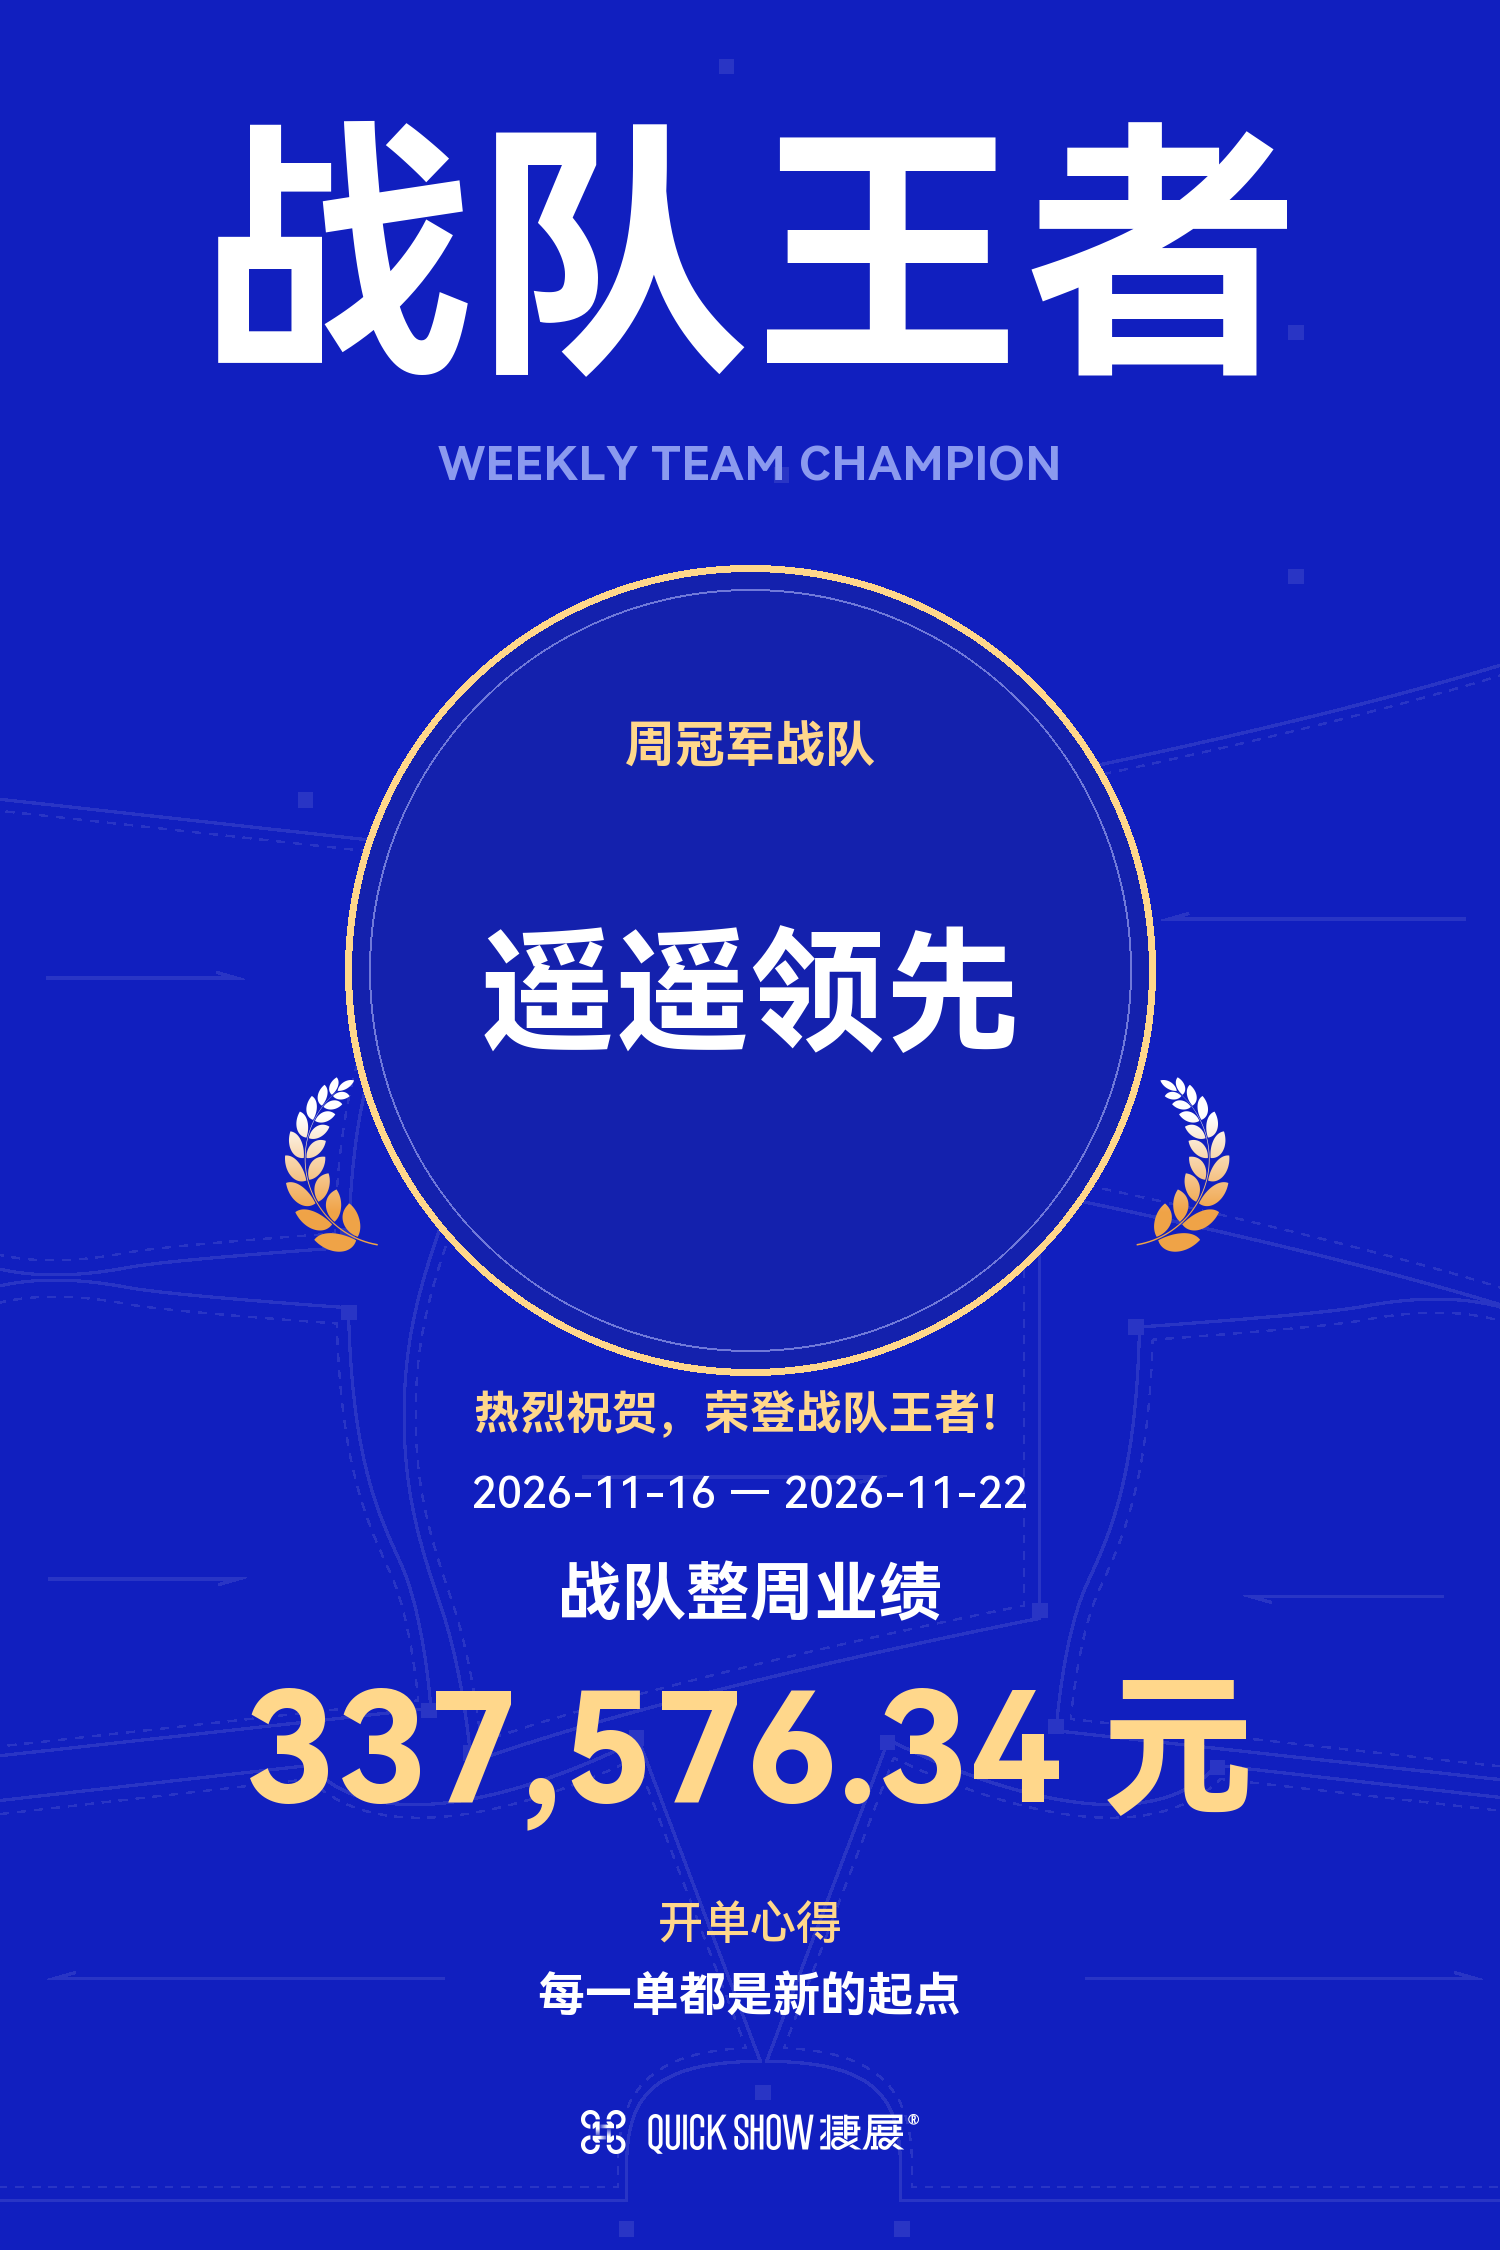 战队王者
WEEKLY TEAM CHAMPION
周冠军战队
遥遥领先
热烈祝贺，荣登战队王者！
2026-11-16 — 2026-11-22
战队整周业绩
337,576.34 元
开单心得
每一单都是新的起点
QUICK SHOW 捷展®